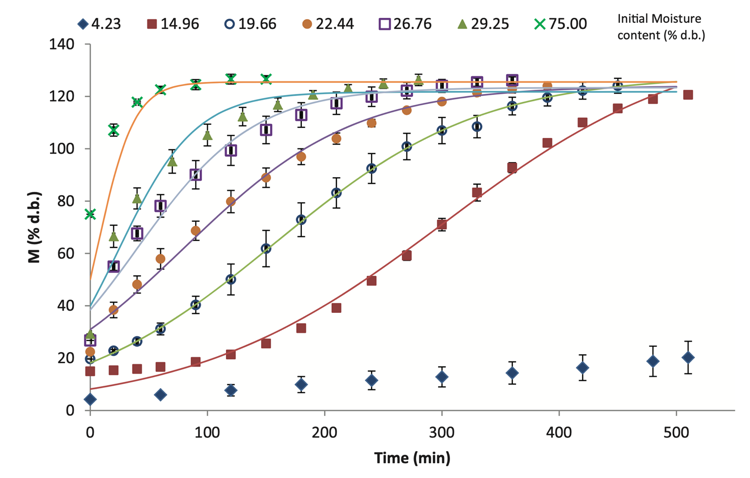 4.23 14.96 19.66 22.44 26.76 29.25 75.00 Initial Moisture
content (% d.b.)
140
120
100
80
60
40
20
0
M (% d.b.)
0 100 200 300 400 500
Time (min)